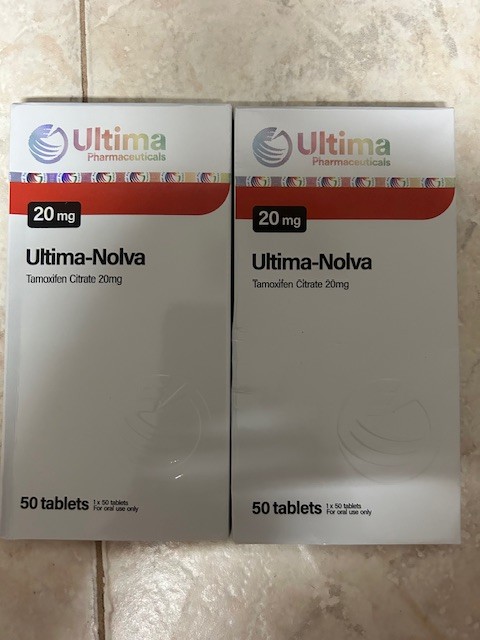 Ultima
Pharmaceuticals
20 mg
Ultima-Nolva
Tamoxifen Citrate 20mg
50 tablets
1 x 50 tablets
For oral use only
Ultima
Pharmaceuticals
20 mg
Ultima-Nolva
Tamoxifen Citrate 20mg
50 tablets
1 x 50 tablets
For oral use only